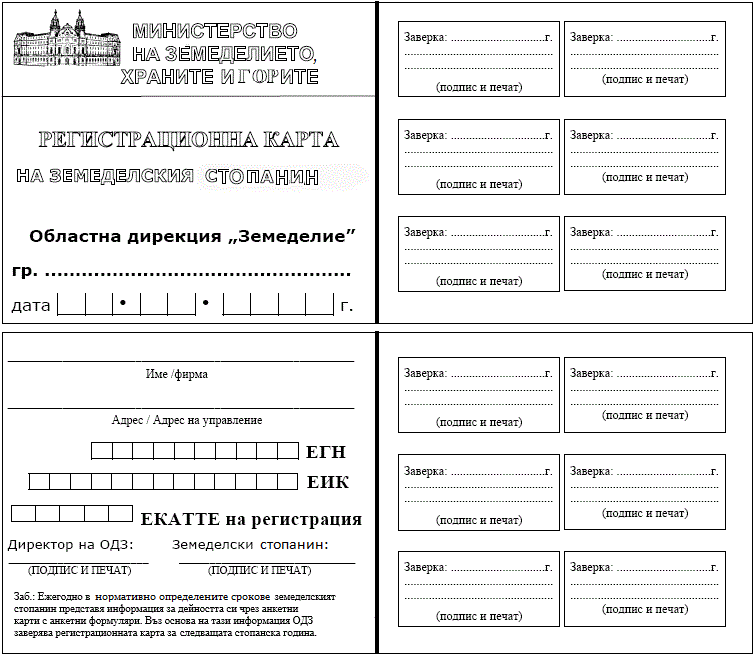 МИНИСТЕРСТВО
НА ЗЕМЕДЕЛИЕТО,
ХРАНИТЕ И ГОРИТЕ
РЕГИСТРАЦИОННА КАРТА
НА ЗЕМЕДЕЛСКИЯ СТОПАНИН
Областна дирекция „Земеделие”
гр. ..................................................
дата • • г.
Заверка: ................................г.
(подпис и печат)
Заверка: ................................г.
(подпис и печат)
Заверка: ................................г.
(подпис и печат)
Заверка: ................................г.
(подпис и печат)
Заверка: ................................г.
(подпис и печат)
Заверка: ................................г.
(подпис и печат)
Име /фирма
Адрес / Адрес на управление
ЕГН
ЕИК
ЕКАТТЕ на регистрация
Директор на ОДЗ: Земеделски стопанин:
(ПОДПИС И ПЕЧАТ) (ПОДПИС И ПЕЧАТ)
Заб.: Ежегодно в нормативно определените срокове земеделският
стопанин представя информация за дейността си чрез анкетни
карти с анкетни формуляри. Въз основа на тази информация ОДЗ
заверява регистрационната карта за следващата стопанска година.
Заверка: ................................г.
(подпис и печат)
Заверка: ................................г.
(подпис и печат)
Заверка: ................................г.
(подпис и печат)
Заверка: ................................г.
(подпис и печат)
Заверка: ................................г.
(подпис и печат)
Заверка: ................................г.
(подпис и печат)